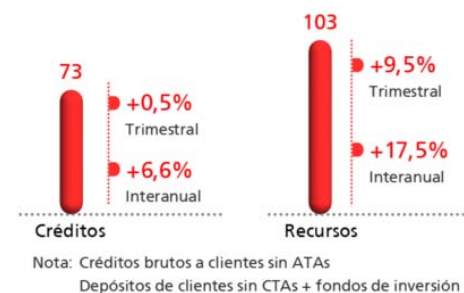 73
+0,5%
Trimestral
+6,6%
Interanual
Créditos
103
+9,5%
Trimestral
+17,5%
Interanual
Recursos
Nota: Créditos brutos a clientes sin ATAs
Depósitos de clientes sin CTAs + fondos de inversión